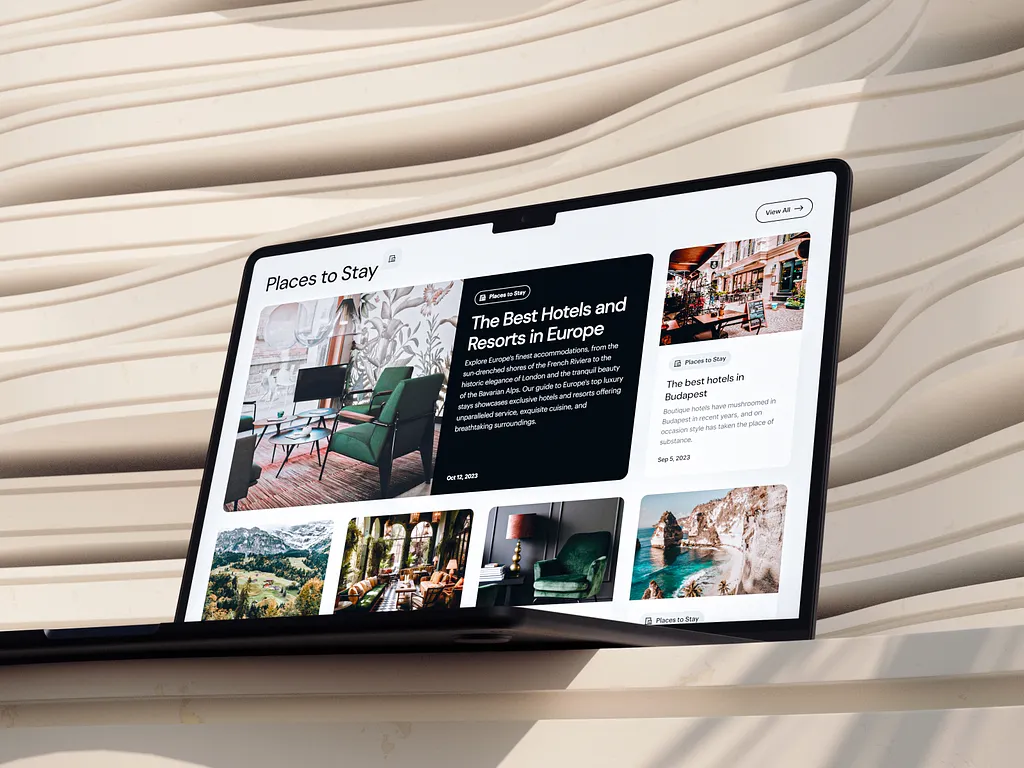 Places to Stay
View All
Places to Stay
The Best Hotels and
Resorts in Europe
Explore Europe's finest accommodations, from the
sun-drenched shores of the French Riviera to the
historic elegance of London and the tranquil beauty
of the Bavarian Alps. Our guide to Europe's top luxury
stays showcases exclusive hotels and resorts offering
unparalleled service, exquisite cuisine, and
breathtaking surroundings.
Oct 12, 2023
Places to Stay
The best hotels in
Budapest
Boutique hotels have mushroomed in
Budapest in recent years, and on
occasion style has taken the place of
substance.
Sep 5, 2023
Places to Stay